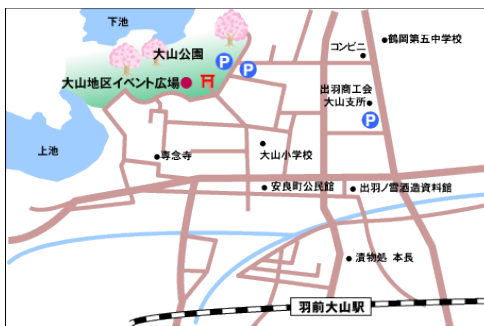 下池
大山公園
大山地区イベント広場
P
P
コンビニ
鶴岡第五中学校
出羽商工会
大山支所
P
上池
専念寺
大山小学校
安良町公民館
出羽ノ雪酒造資料館
漬物処 本長
羽前大山駅